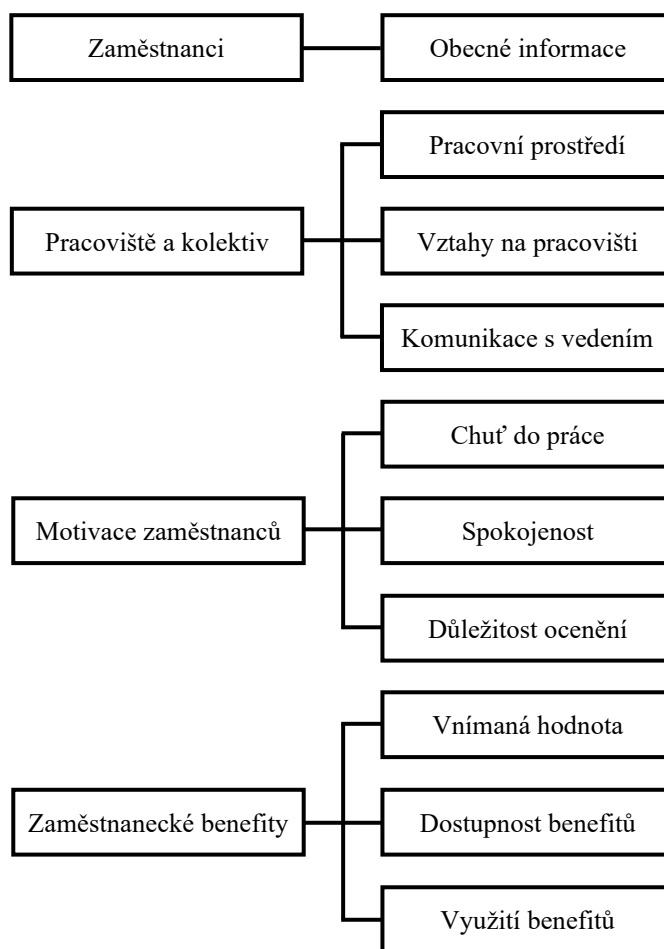 Zaměstnanci
Obecné informace
Pracoviště a kolektiv
Pracovní prostředí
Vztahy na pracovišti
Komunikace s vedením
Motivace zaměstnanců
Chuť do práce
Spokojenost
Důležitost ocenění
Zaměstnanecké benefity
Vnímaná hodnota
Dostupnost benefitů
Využití benefitů